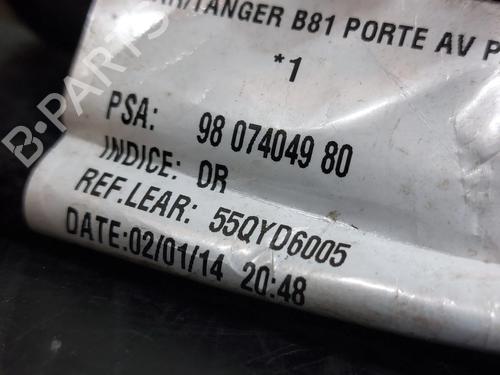 /TANGER B81 PORTE AV P
*1
PSA: 98 074049 80
INDICE: OR
REF.LEAR: 55QYD6005
DATE:02/01/14 20:48
B-PARTS